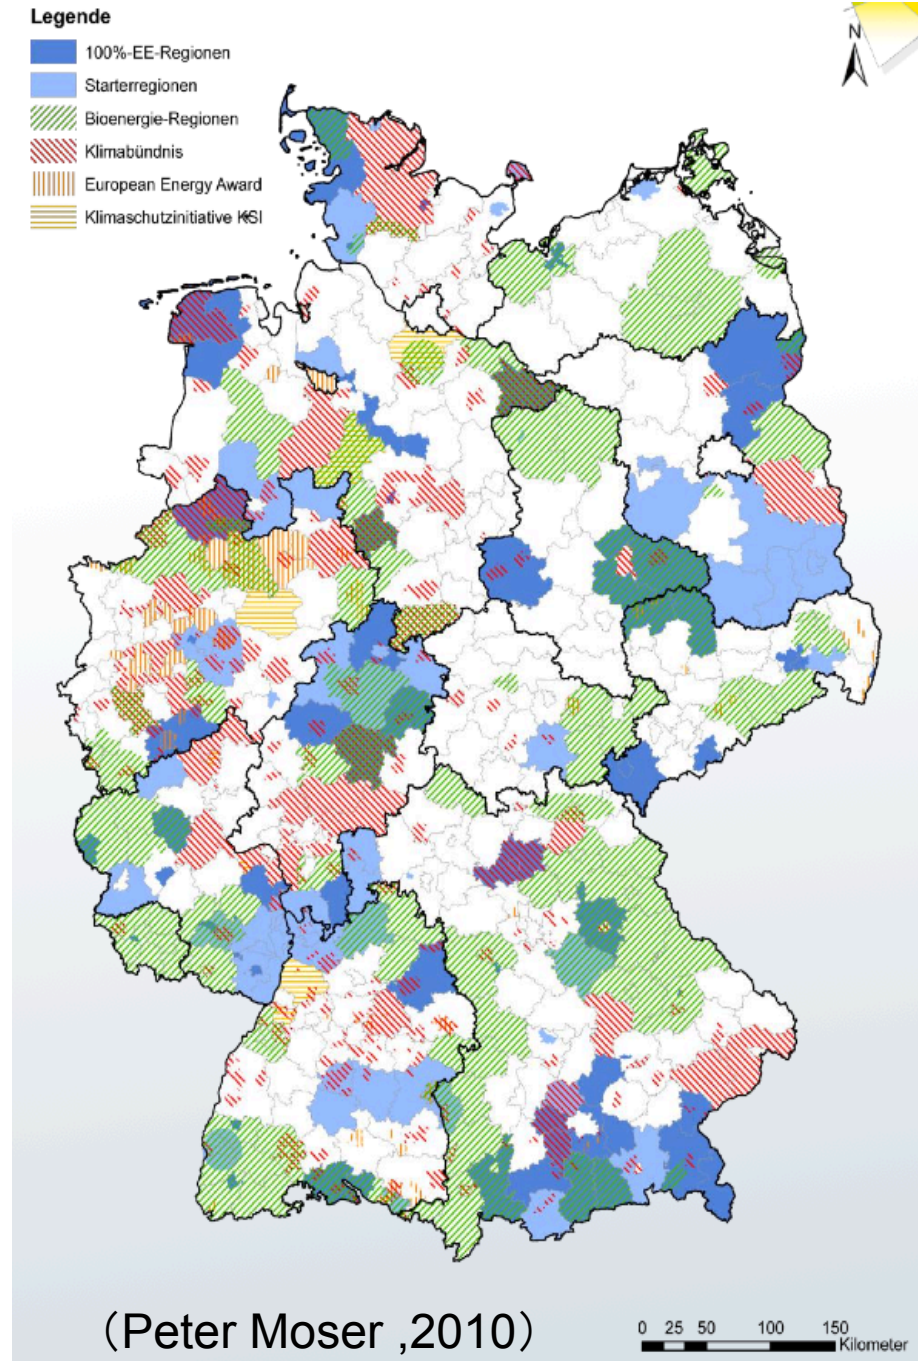 Legende
100%-EE-Regionen
Starterregionen
Bioenergie-Regionen
Klimabündnis
European Energy Award
Klimaschutzinitiative KSI
N
（Peter Moser ,2010）
0 25 50 100 150
Kilometer